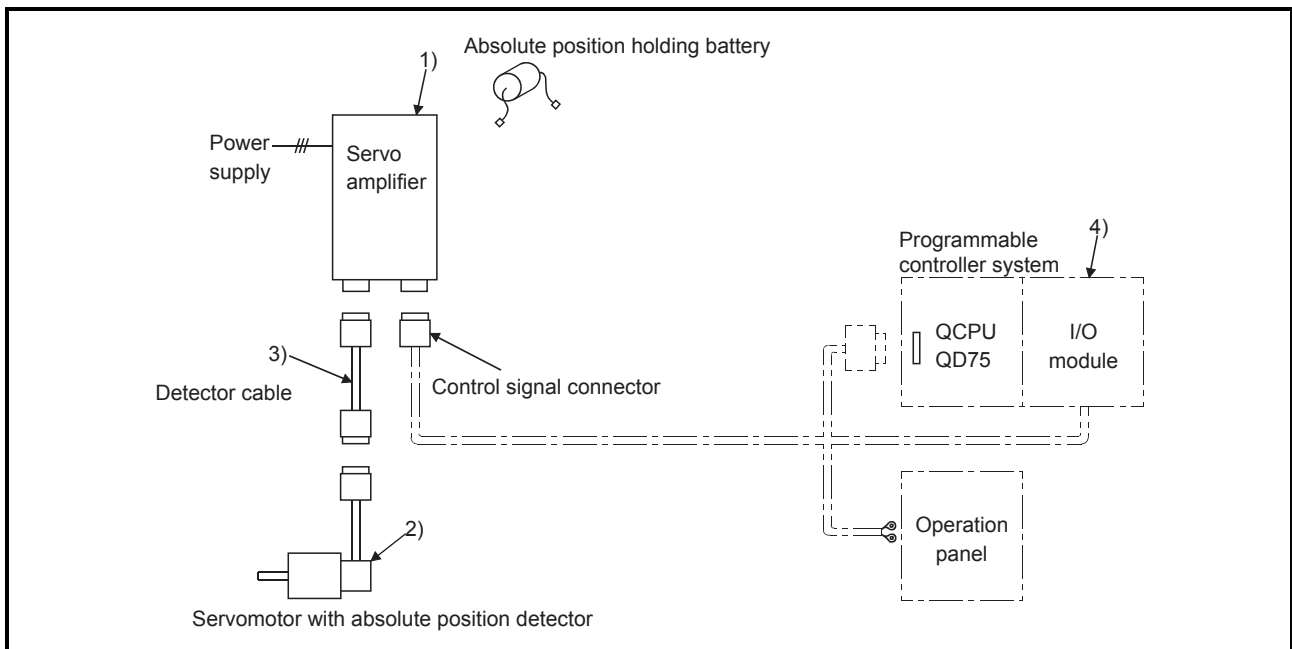 Absolute position holding battery
1)
Power
supply
Servo
amplifier
Programmable
controller system
4)
QCPU
QD75
I/O
module
3)
Detector cable
Control signal connector
2)
Operation
panel
Servomotor with absolute position detector